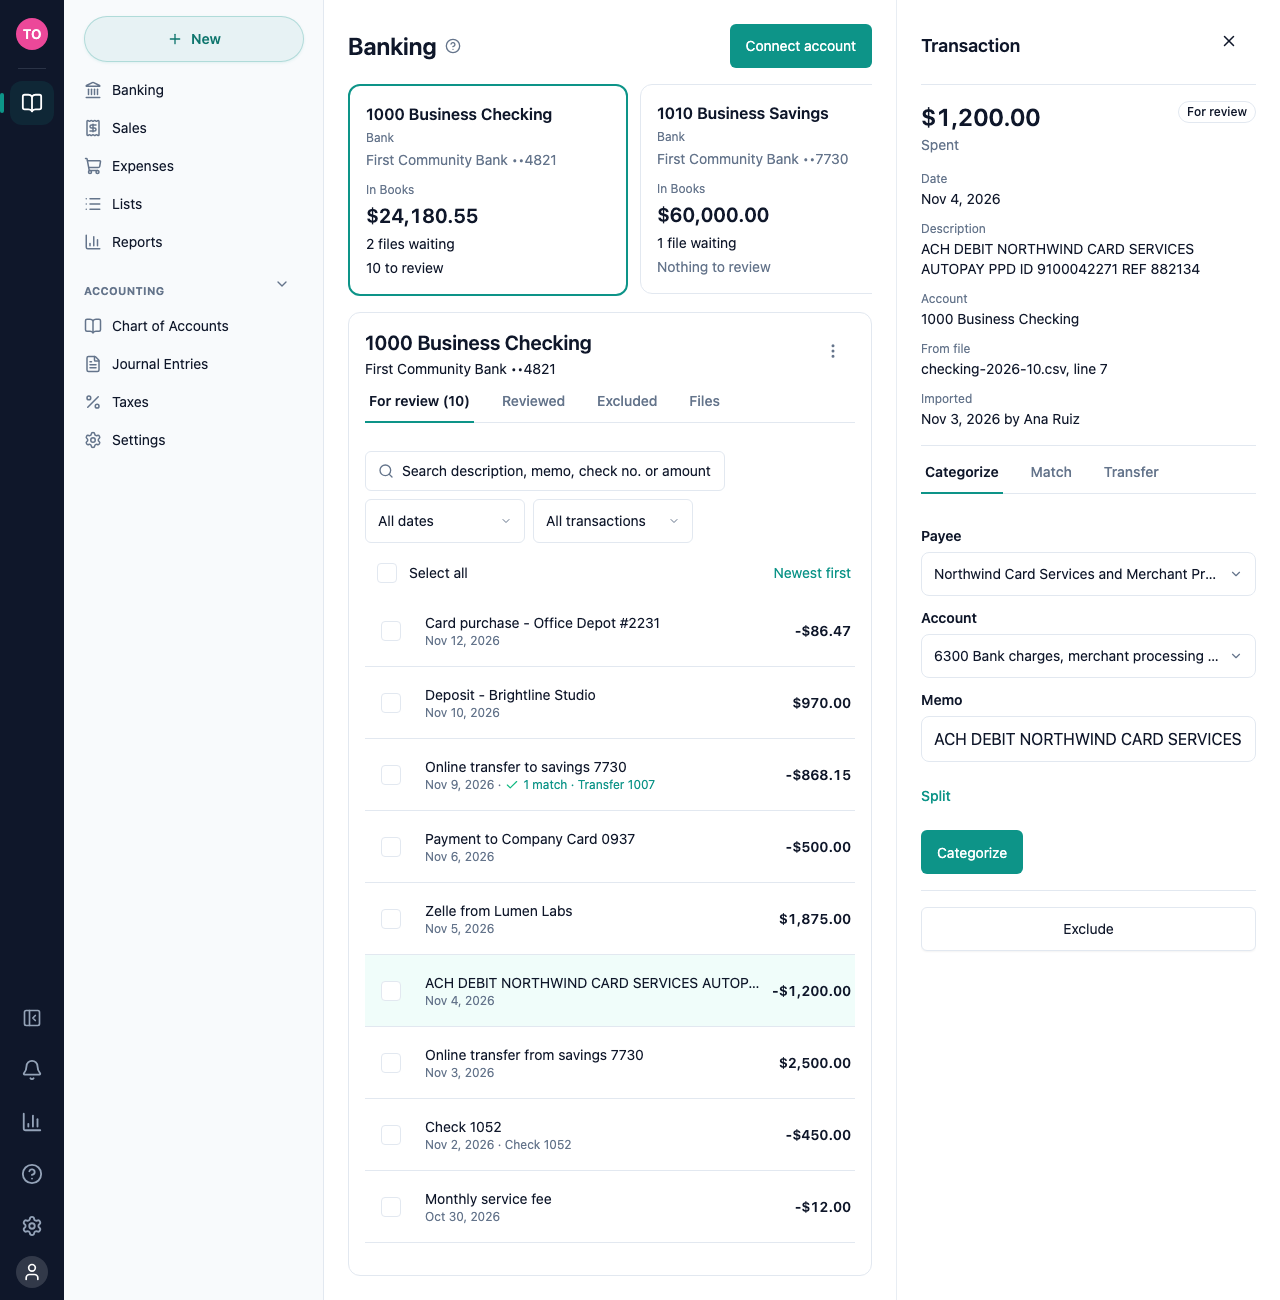 TO
New
Banking
Sales
Expenses
Lists
Reports
ACCOUNTING
Chart of Accounts
Journal Entries
Taxes
Settings
Banking
Connect account
1000 Business Checking
Bank
First Community Bank ••4821
In Books
$24,180.55
2 files waiting
10 to review
1010 Business Savings
Bank
First Community Bank ••7730
In Books
$60,000.00
1 file waiting
Nothing to review
1000 Business Checking
First Community Bank ••4821
For review (10)
Reviewed
Excluded
Files
Search description, memo, check no. or amount
All dates
All transactions
Select all
Newest first
Card purchase - Office Depot #2231
Nov 12, 2026
-$86.47
Deposit - Brightline Studio
Nov 10, 2026
$970.00
Online transfer to savings 7730
Nov 9, 2026 · 1 match · Transfer 1007
-$868.15
Payment to Company Card 0937
Nov 6, 2026
-$500.00
Zelle from Lumen Labs
Nov 5, 2026
$1,875.00
ACH DEBIT NORTHWIND CARD SERVICES AUTOP...
Nov 4, 2026
-$1,200.00
Online transfer from savings 7730
Nov 3, 2026
$2,500.00
Check 1052
Nov 2, 2026 · Check 1052
-$450.00
Monthly service fee
Oct 30, 2026
-$12.00
Transaction
$1,200.00
For review
Spent
Date
Nov 4, 2026
Description
ACH DEBIT NORTHWIND CARD SERVICES
AUTOPAY PPD ID 9100042271 REF 882134
Account
1000 Business Checking
From file
checking-2026-10.csv, line 7
Imported
Nov 3, 2026 by Ana Ruiz
Categorize
Match
Transfer
Payee
Northwind Card Services and Merchant Pr...
Account
6300 Bank charges, merchant processing ...
Memo
ACH DEBIT NORTHWIND CARD SERVICES
Split
Categorize
Exclude